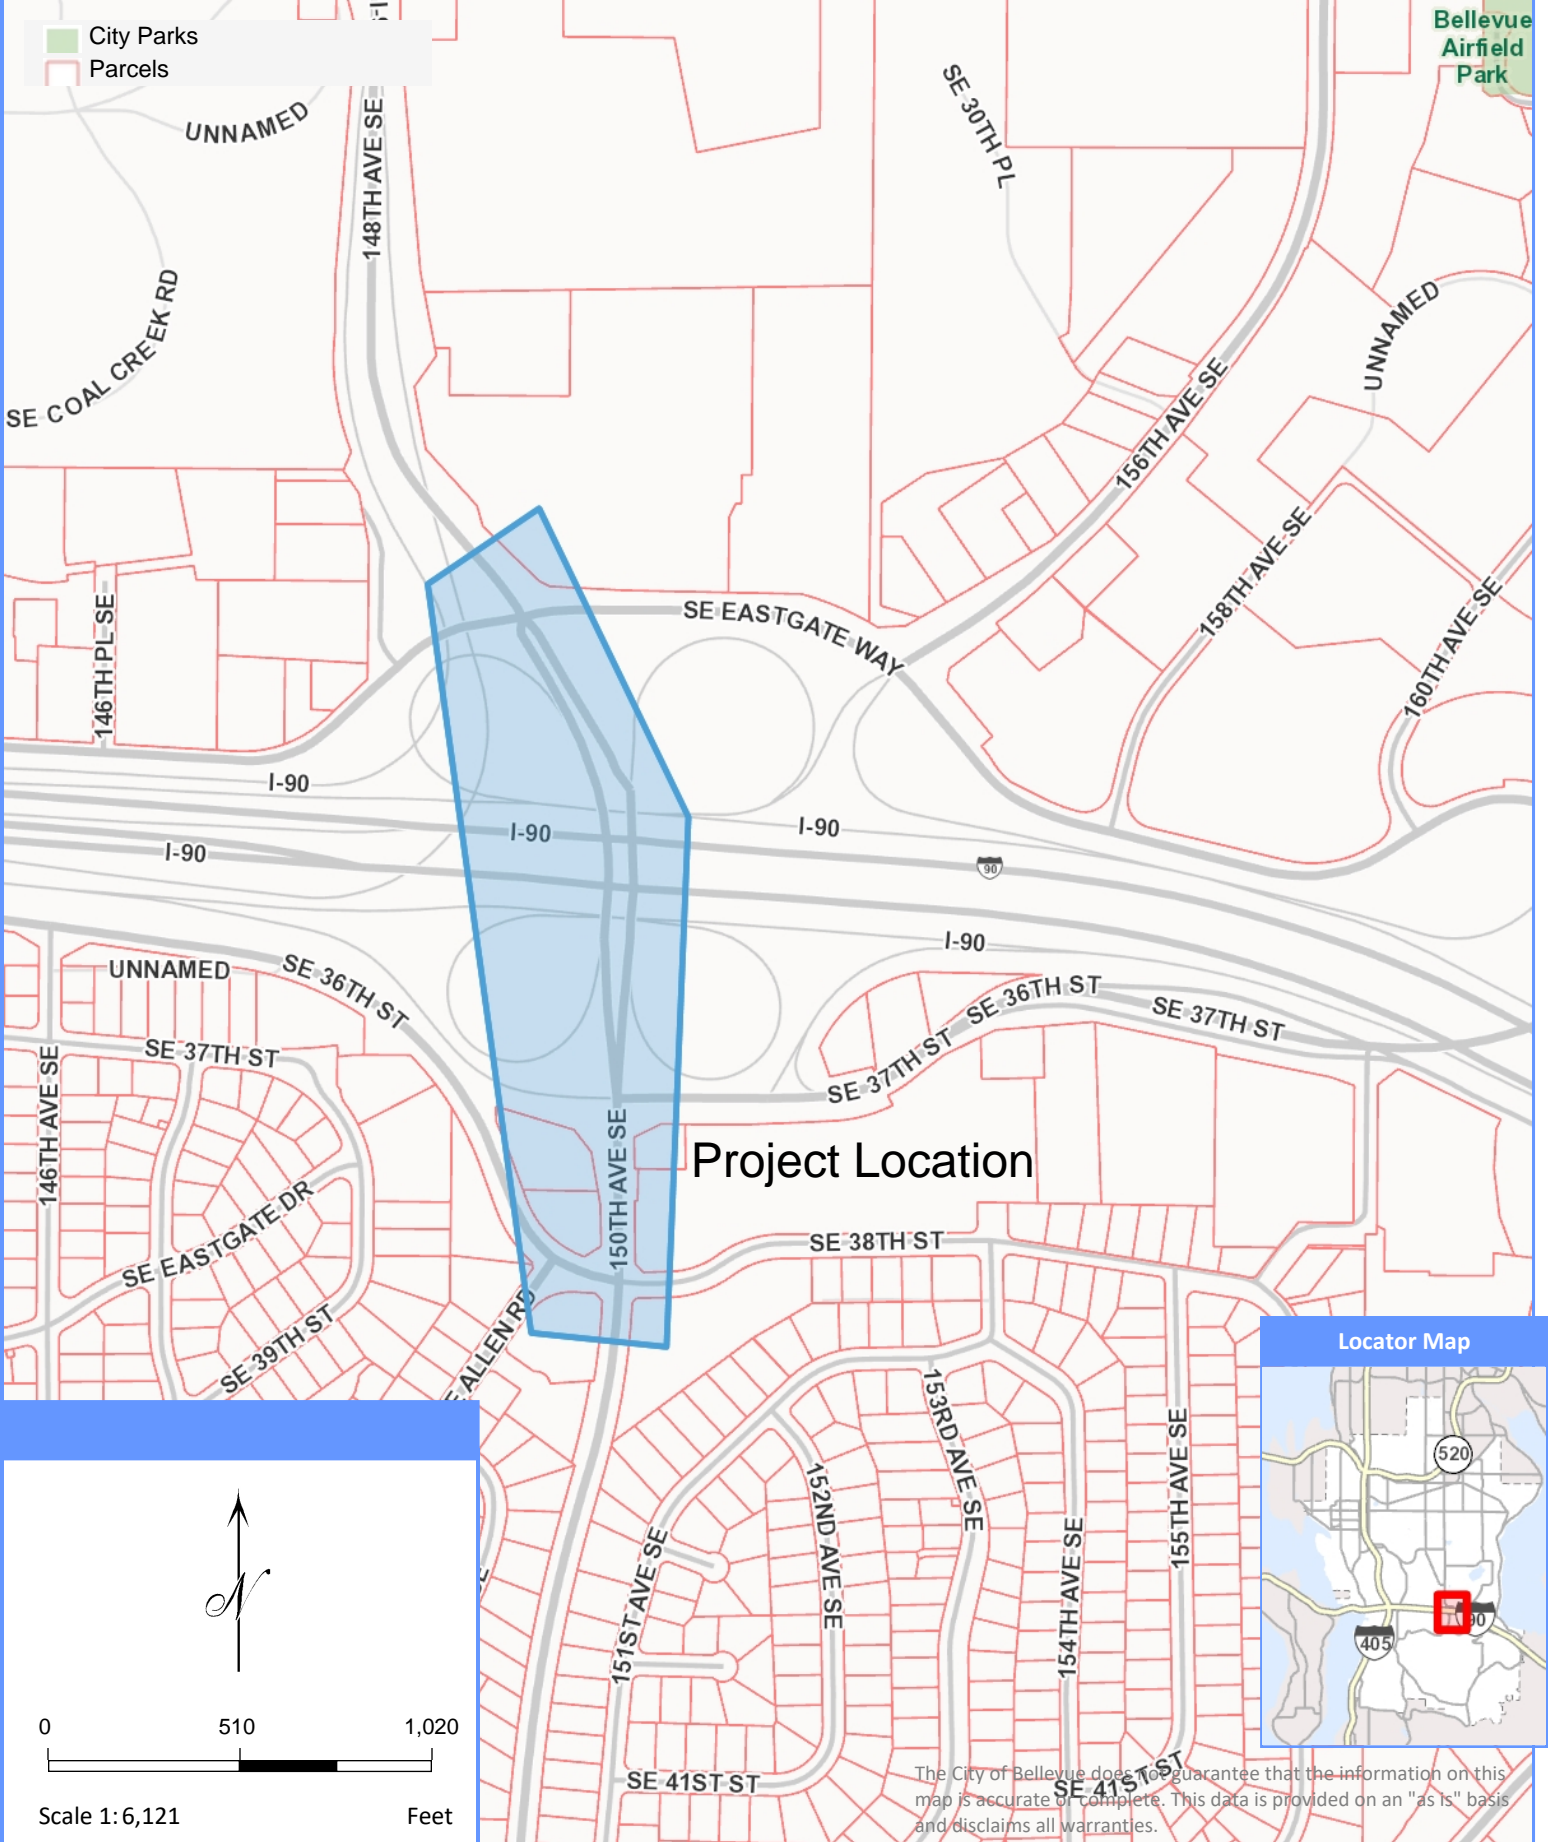 City Parks
Parcels
Bellevue
Airfield
Park
UNNAMED
148TH AVE SE
SE 30TH PL
SE COAL CREEK RD
UNNAMED
156TH AVE SE
158TH AVE SE
160TH AVE SE
146TH PL SE
SE EASTGATE WAY
I-90
I-90
I-90
I-90
90
I-90
UNNAMED
SE 36TH ST
SE 36TH ST
SE 37TH ST
SE 37TH ST
SE 37TH ST
146TH AVE SE
150TH AVE SE
Project Location
SE EASTGATE DR
SE 38TH ST
SE 39TH ST
ALLEN RD
153RD AVE SE
152ND AVE SE
151ST AVE SE
154TH AVE SE
155TH AVE SE
SE 41ST ST
SE 41ST ST
Locator Map
520
90
405
N
0 510 1,020
Scale 1: 6,121 Feet
The City of Bellevue does not guarantee that the information on this
map is accurate or complete. This data is provided on an "as is" basis
and disclaims all warranties.